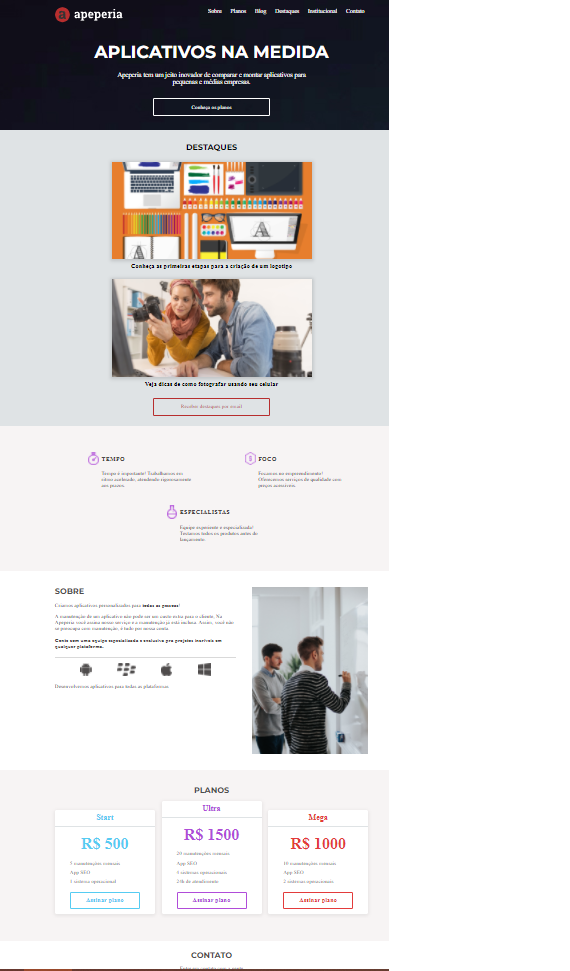 a apeperia
Sobre Planos Blog Destaques Institucional Contato
APLICATIVOS NA MEDIDA
Apeperia tem um jeito inovador de comparar e montar aplicativos para
pequenas e médias empresas.
Conheça os planos
DESTAQUES
A
A
Conheça as primeiras etapas para a criação de um logotipo
Veja dicas de como fotografar usando seu celular
Receber destaques por email
TEMPO
Tempo é importante! Trabalhamos em
ritmo acelerado, atendendo rigorosamente
aos prazos.
FOCO
Focamos no empreendimento!
Oferecemos serviços de qualidade com
preços acessíveis.
ESPECIALISTAS
Equipe experiente e especializada!
Testamos todos os produtos antes do
lançamento.
SOBRE
Criamos aplicativos personalizados para todas as pessoas!
A manutenção de um aplicativo não pode ser um custo extra para o cliente. Na
Apeperia você assina nosso serviço e a manutenção já está inclusa. Assim, você não
se preocupa com manutenção, é tudo por nossa conta.
Conte com uma equipe especializada e exclusiva pra projetos incríveis em
qualquer plataforma.
Desenvolvemos aplicativos para todas as plataformas
PLANOS
Start
R$ 500
5 manutenções mensais
App SEO
1 sistema operacional
Assinar plano
Ultra
R$ 1500
20 manutenções mensais
App SEO
3 sistemas operacionais
24h de atendimento
Assinar plano
Mega
R$ 1000
10 manutenções mensais
App SEO
2 sistemas operacionais
Assinar plano
CONTATO